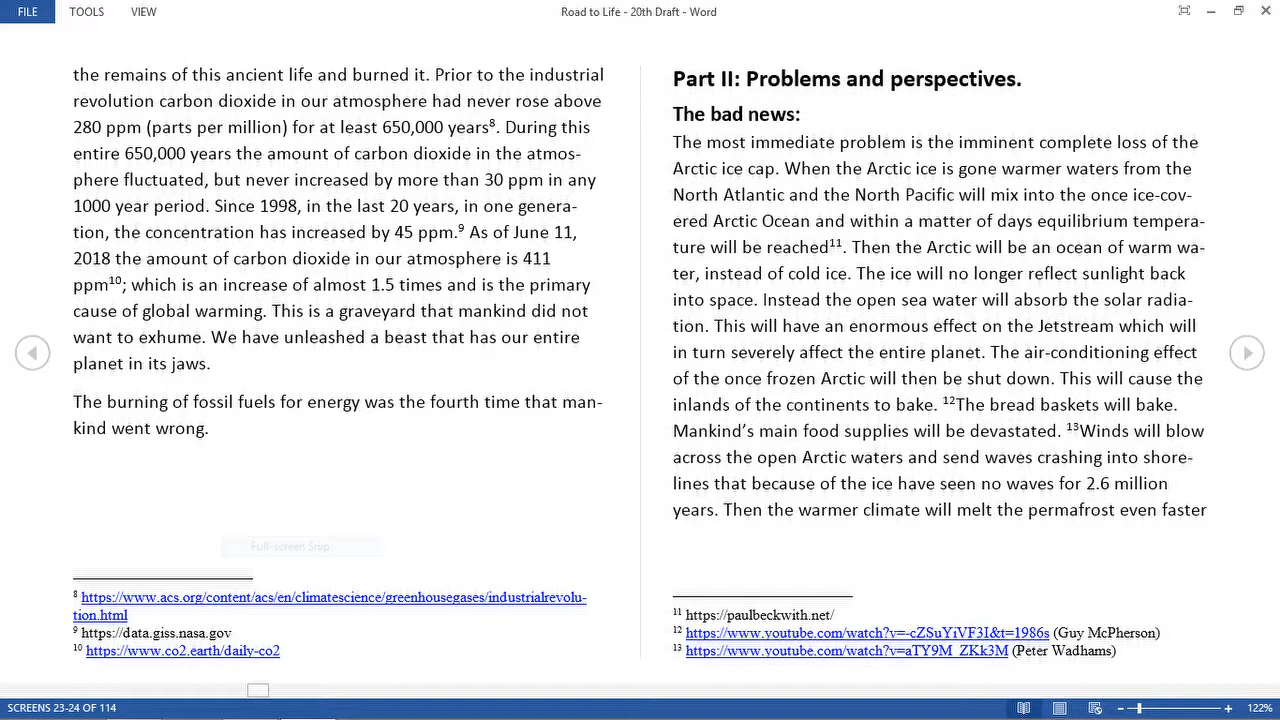 FILE TOOLS VIEW Road to Life - 20th Draft - Word
the remains of this ancient life and burned it. Prior to the industrial
revolution carbon dioxide in our atmosphere had never rose above
280 ppm (parts per million) for at least 650,000 years⁸. During this
entire 650,000 years the amount of carbon dioxide in the atmos-
phere fluctuated, but never increased by more than 30 ppm in any
1000 year period. Since 1998, in the last 20 years, in one genera-
tion, the concentration has increased by 45 ppm.⁹ As of June 11,
2018 the amount of carbon dioxide in our atmosphere is 411
ppm¹⁰; which is an increase of almost 1.5 times and is the primary
cause of global warming. This is a graveyard that mankind did not
want to exhume. We have unleashed a beast that has our entire
planet in its jaws.
The burning of fossil fuels for energy was the fourth time that man-
kind went wrong.
Full-screen Snip
⁸ https://www.acs.org/content/acs/en/climatescience/greenhousegases/industrialrevolu-
tion.html
⁹ https://data.giss.nasa.gov
¹⁰ https://www.co2.earth/daily-co2
Part II: Problems and perspectives.
The bad news:
The most immediate problem is the imminent complete loss of the
Arctic ice cap. When the Arctic ice is gone warmer waters from the
North Atlantic and the North Pacific will mix into the once ice-cov-
ered Arctic Ocean and within a matter of days equilibrium tempera-
ture will be reached¹¹. Then the Arctic will be an ocean of warm wa-
ter, instead of cold ice. The ice will no longer reflect sunlight back
into space. Instead the open sea water will absorb the solar radia-
tion. This will have an enormous effect on the Jetstream which will
in turn severely affect the entire planet. The air-conditioning effect
of the once frozen Arctic will then be shut down. This will cause the
inlands of the continents to bake. ¹²The bread baskets will bake.
Mankind’s main food supplies will be devastated. ¹³Winds will blow
across the open Arctic waters and send waves crashing into shore-
lines that because of the ice have seen no waves for 2.6 million
years. Then the warmer climate will melt the permafrost even faster
¹¹ https://paulbeckwith.net/
¹² https://www.youtube.com/watch?v=-cZSuYiVF3I&t=1986s (Guy McPherson)
¹³ https://www.youtube.com/watch?v=aTY9M_ZKk3M (Peter Wadhams)
SCREENS 23-24 OF 114 122%